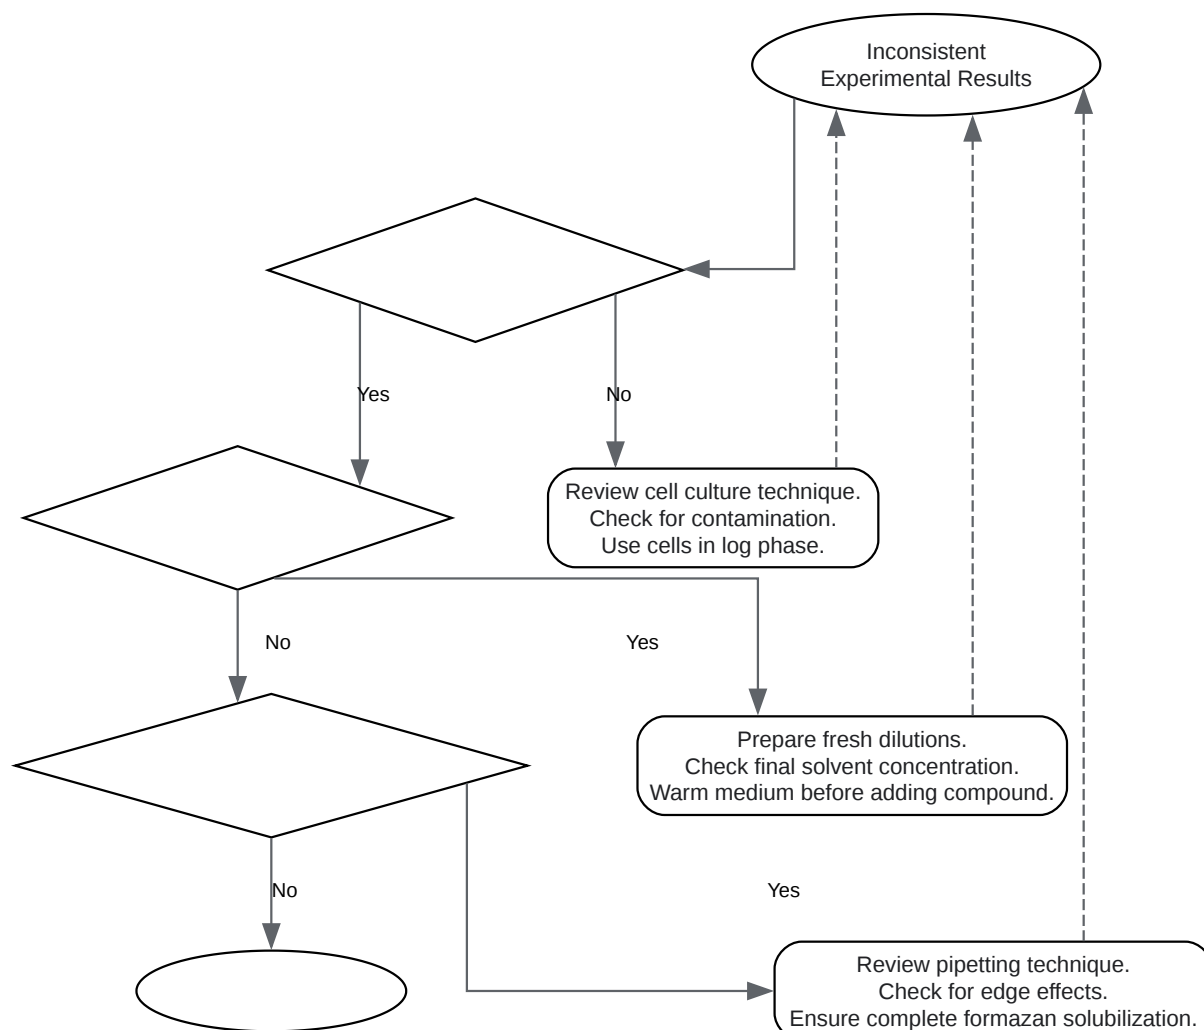 Inconsistent
Experimental Results
Yes
No
Review cell culture technique.
Check for contamination.
Use cells in log phase.
No
Yes
Prepare fresh dilutions.
Check final solvent concentration.
Warm medium before adding compound.
No
Yes
Review pipetting technique.
Check for edge effects.
Ensure complete formazan solubilization.